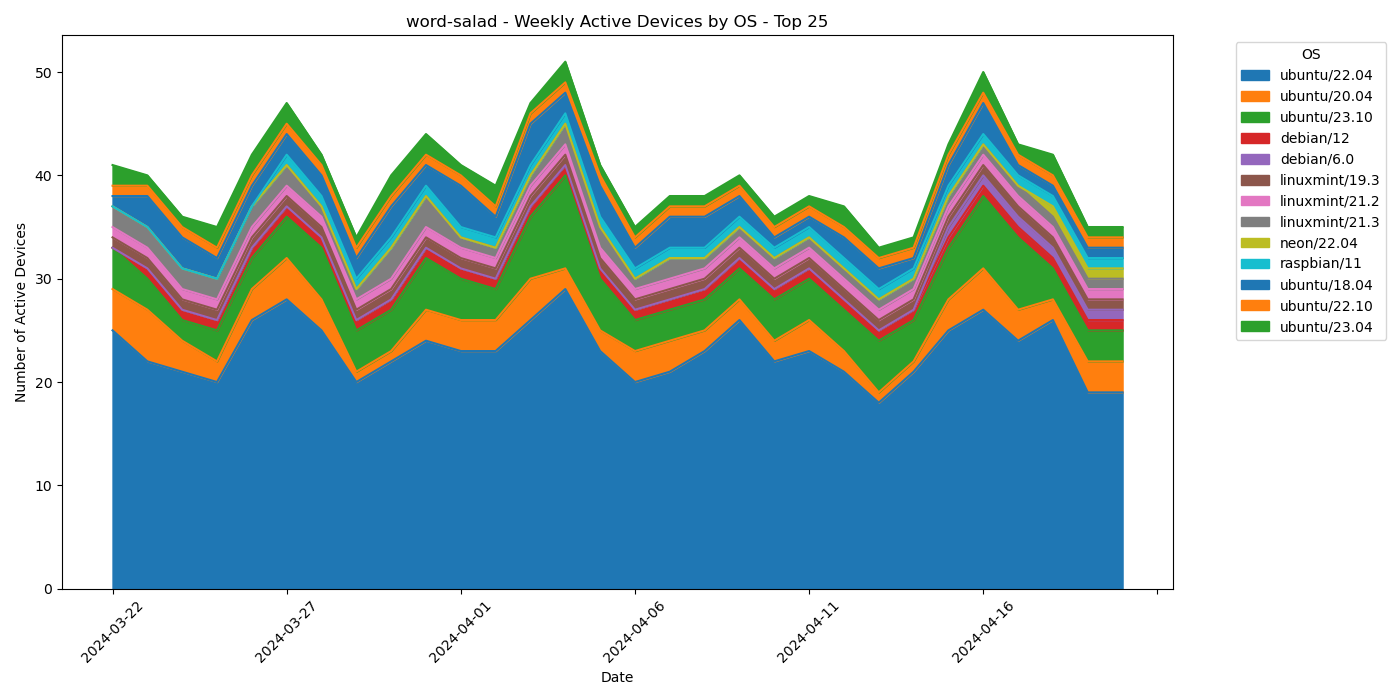 word-salad - Weekly Active Devices by OS - Top 25
Number of Active Devices
50
40
30
20
10
0
2024-03-22
2024-03-27
2024-04-01
2024-04-06
2024-04-11
2024-04-16
Date
OS
ubuntu/22.04
ubuntu/20.04
ubuntu/23.10
debian/12
debian/6.0
linuxmint/19.3
linuxmint/21.2
linuxmint/21.3
neon/22.04
raspbian/11
ubuntu/18.04
ubuntu/22.10
ubuntu/23.04